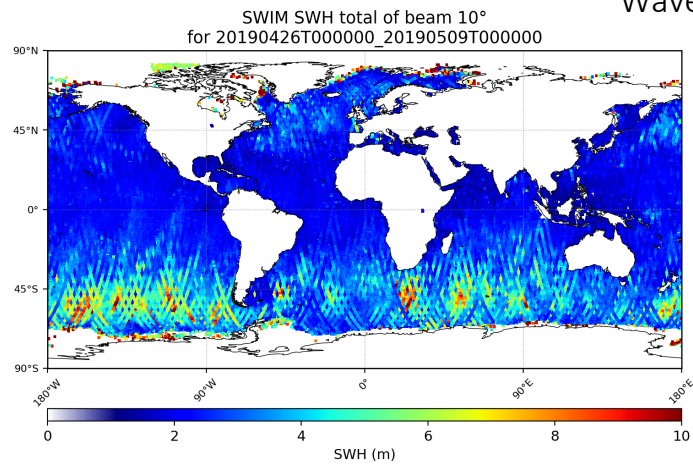 Wave
SWIM SWH total of beam 10°
for 20190426T000000_20190509T000000
90°N
45°N
0°
45°S
90°S
180°W
90°W
0°
90°E
180°E
0
2
4
6
8
10
SWH (m)